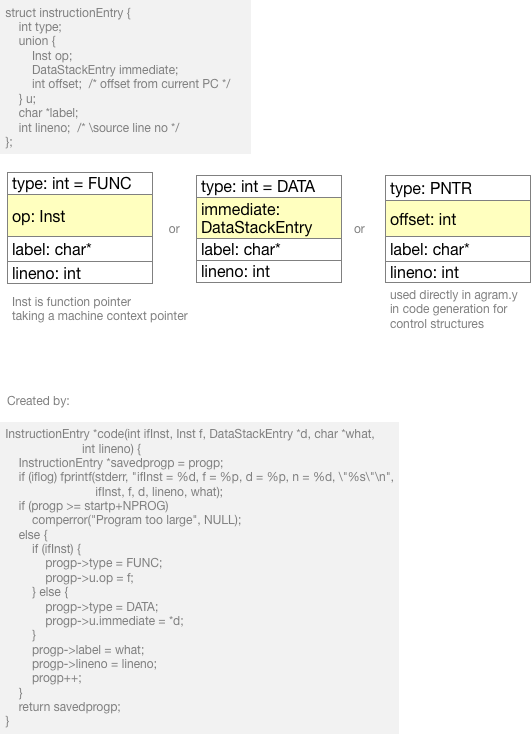 struct instructionEntry {
int type;
union {
Inst op;
DataStackEntry immediate;
int offset;  /* offset from current PC */
} u;
char *label;
int lineno;  /* \source line no */
};
type: int = FUNC
op: Inst
label: char*
lineno: int
or
type: int = DATA
immediate:
DataStackEntry
label: char*
lineno: int
or
type: PNTR
offset: int
label: char*
lineno: int
Inst is function pointer
taking a machine context pointer
used directly in agram.y
in code generation for
control structures
Created by:
InstructionEntry *code(int ifInst, Inst f, DataStackEntry *d, char *what,
int lineno) {
InstructionEntry *savedprogp = progp;
if (iflog) fprintf(stderr, "ifInst = %d, f = %p, d = %p, n = %d, \"%s\"\n",
ifInst, f, d, lineno, what);
if (progp >= startp+NPROG)
comperror("Program too large", NULL);
else {
if (ifInst) {
progp->type = FUNC;
progp->u.op = f;
} else {
progp->type = DATA;
progp->u.immediate = *d;
}
progp->label = what;
progp->lineno = lineno;
progp++;
}
return savedprogp;
}